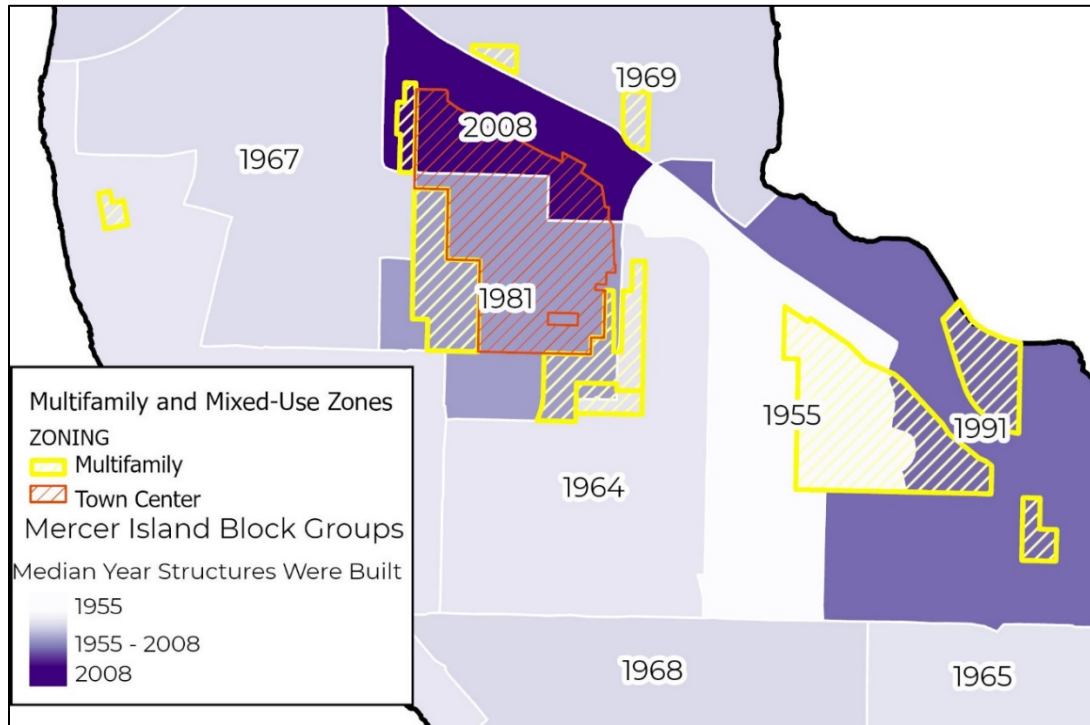 1969
2008
1967
1981
1955
1991
1964
1968
1965
Multifamily and Mixed-Use Zones
ZONING
Multifamily
Town Center
Mercer Island Block Groups
Median Year Structures Were Built
1955
1955 - 2008
2008